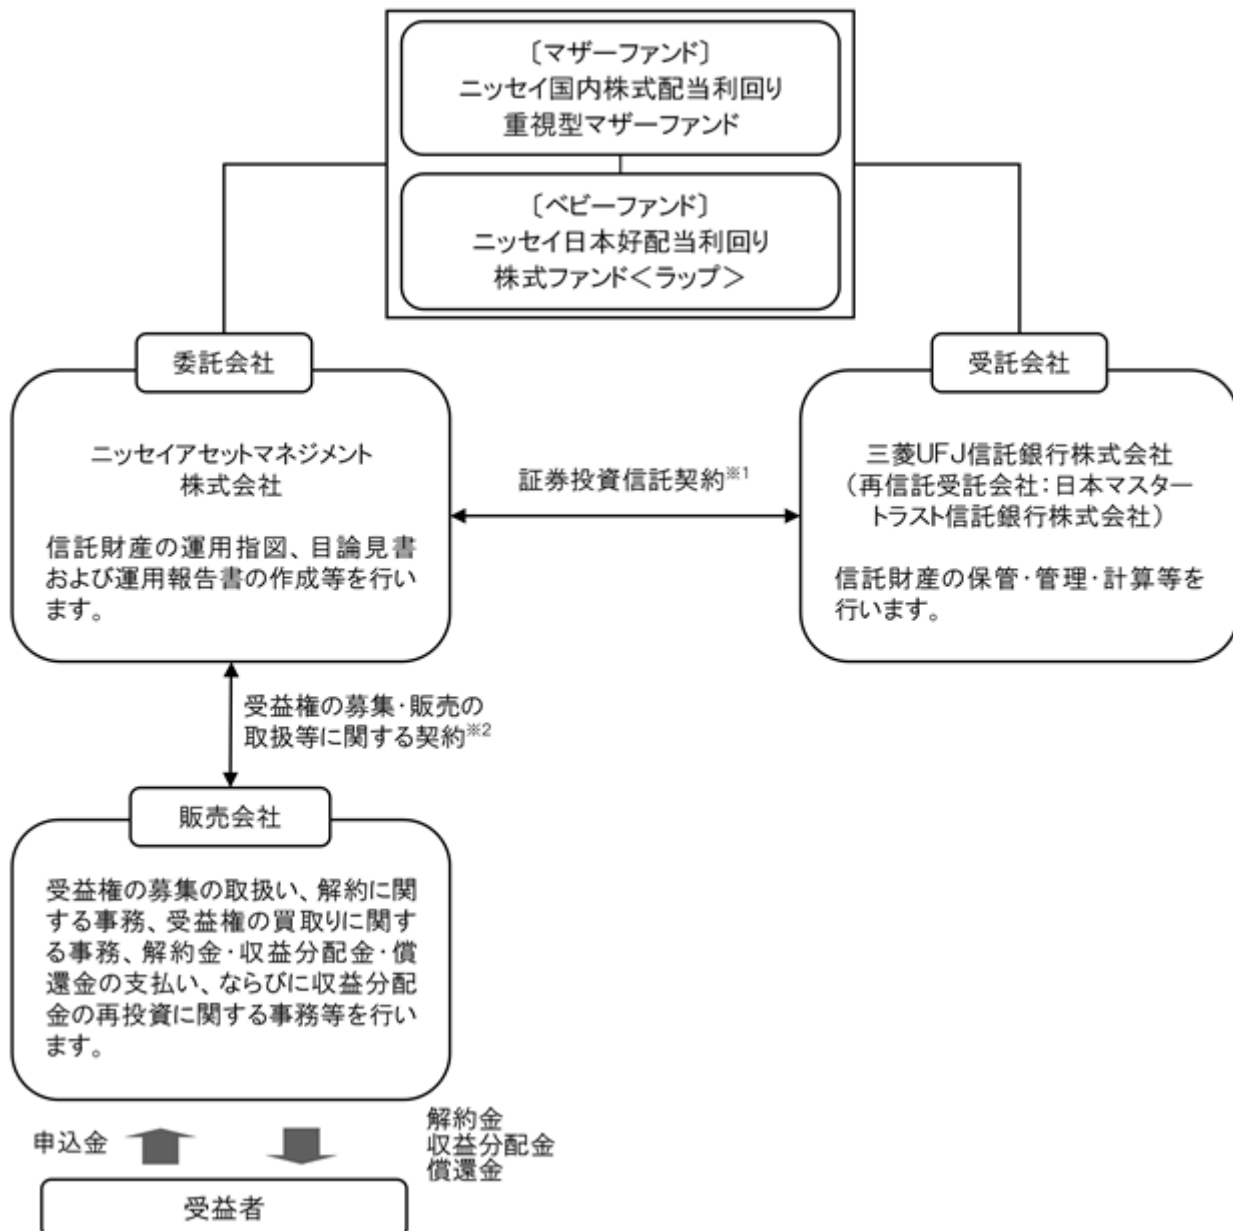 〔マザーファンド〕
ニッセイ国内株式配当利回り
重視型マザーファンド
〔ベビーファンド〕
ニッセイ日本好配当利回り
株式ファンド＜ラップ＞
委託会社
ニッセイアセットマネジメント
株式会社
信託財産の運用指図、目論見書
および運用報告書の作成等を行い
ます。
証券投資信託契約※1
受託会社
三菱UFJ信託銀行株式会社
（再信託受託会社：日本マスター
トラスト信託銀行株式会社）
信託財産の保管・管理・計算等を
行います。
受益権の募集・販売の
取扱等に関する契約※2
販売会社
受益権の募集の取扱い、解約に関
する事務、受益権の買取りに関す
る事務、解約金・収益分配金・償
還金の支払い、ならびに収益分配
金の再投資に関する事務等を行い
ます。
申込金
解約金
収益分配金
償還金
受益者